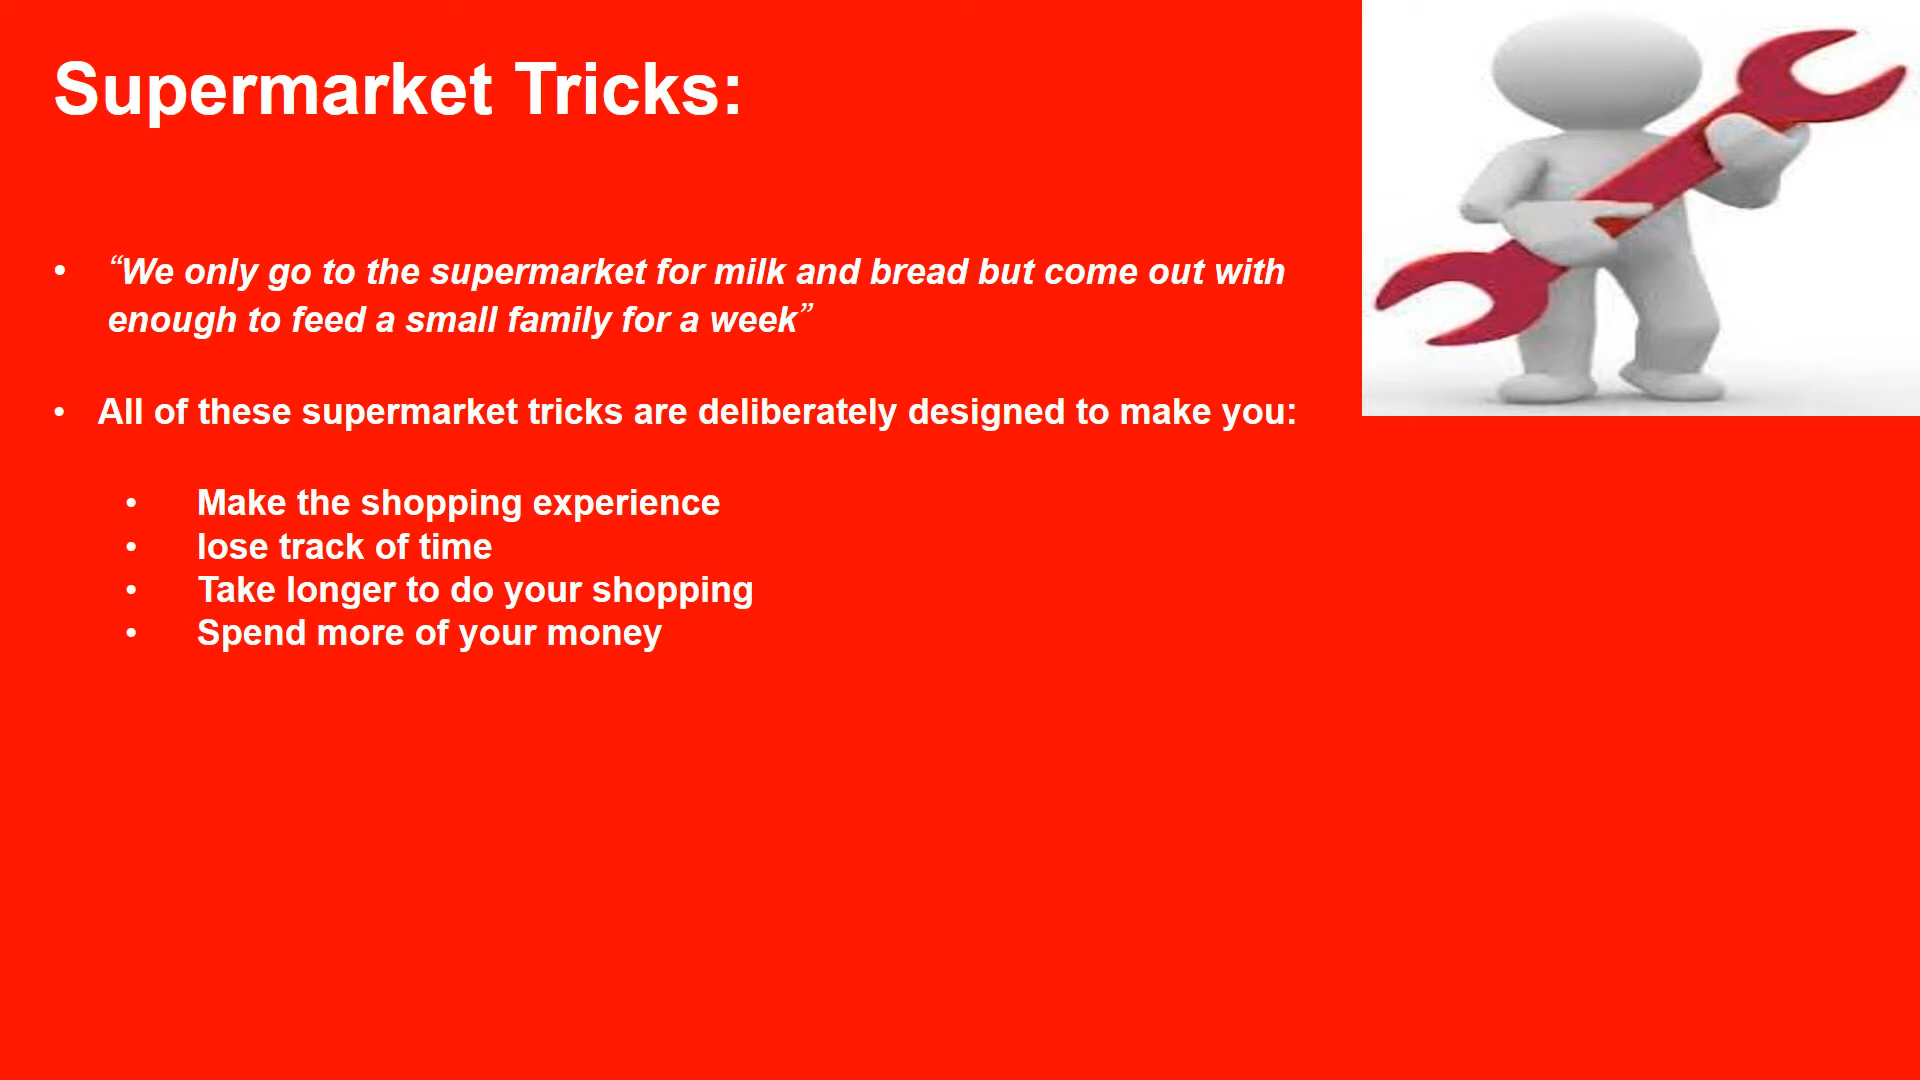 Supermarket Tricks:
• “We only go to the supermarket for milk and bread but come out with
enough to feed a small family for a week”
• All of these supermarket tricks are deliberately designed to make you:
• Make the shopping experience
• lose track of time
• Take longer to do your shopping
• Spend more of your money